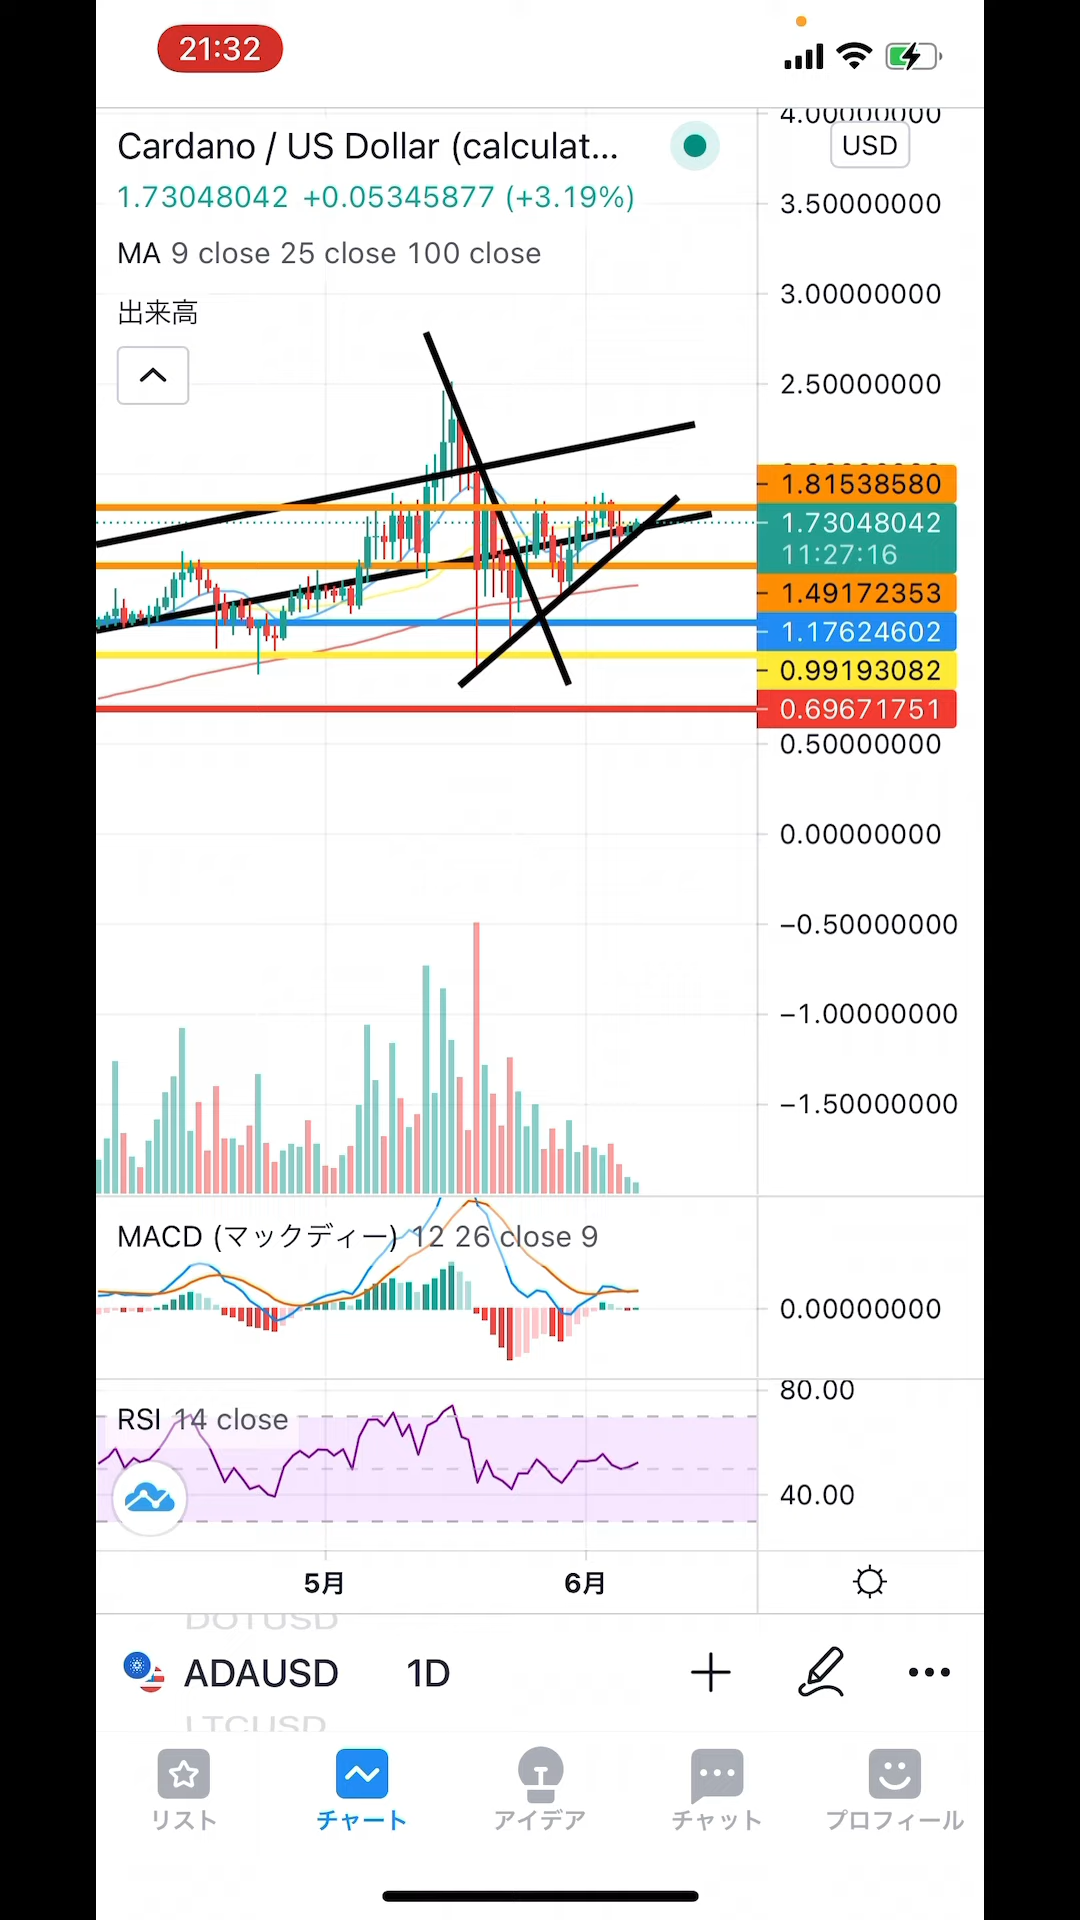 21:32
4.00000000
Cardano / US Dollar (calculat...
USD
1.73048042 +0.05345877 (+3.19%)
3.50000000
MA 9 close 25 close 100 close
3.00000000
出来高
2.50000000
1.81538580
1.73048042
11:27:16
1.49172353
1.17624602
0.99193082
0.69671751
0.50000000
0.00000000
−0.50000000
−1.00000000
−1.50000000
MACD (マックディー) 12 26 close 9
0.00000000
80.00
RSI 14 close
40.00
5月
6月
DOTUSD
ADAUSD 1D
LTCUSD
リスト
チャート
アイデア
チャット
プロフィール